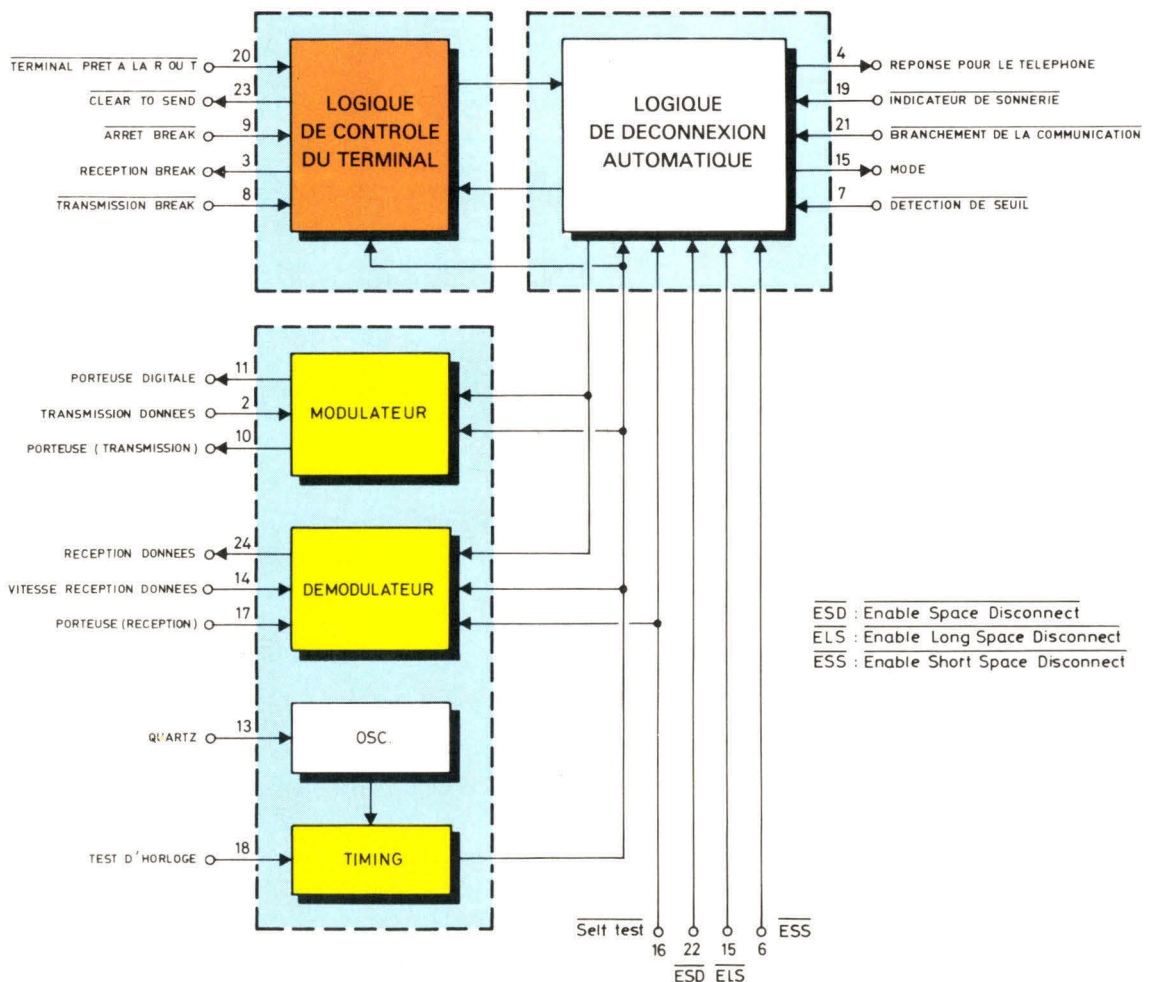 TERMINAL PRET A LA R OU T 20
CLEAR TO SEND 23
ARRET BREAK 9
RECEPTION BREAK 3
TRANSMISSION BREAK 8
LOGIQUE
DE CONTROLE
DU TERMINAL
LOGIQUE
DE DECONNEXION
AUTOMATIQUE
4 REPONSE POUR LE TELEPHONE
19 INDICATEUR DE SONNERIE
21 BRANCHEMENT DE LA COMMUNICATION
15 MODE
7 DETECTION DE SEUIL
PORTEUSE DIGITALE 11
TRANSMISSION DONNEES 2
PORTEUSE (TRANSMISSION) 10
MODULATEUR
RECEPTION DONNEES 24
VITESSE RECEPTION DONNEES 14
PORTEUSE (RECEPTION) 17
DEMODULATEUR
ESD : Enable Space Disconnect
ELS : Enable Long Space Disconnect
ESS : Enable Short Space Disconnect
QUARTZ 13
OSC.
TEST D'HORLOGE 18
TIMING
Self test ESS
16 22 15 6
ESD ELS